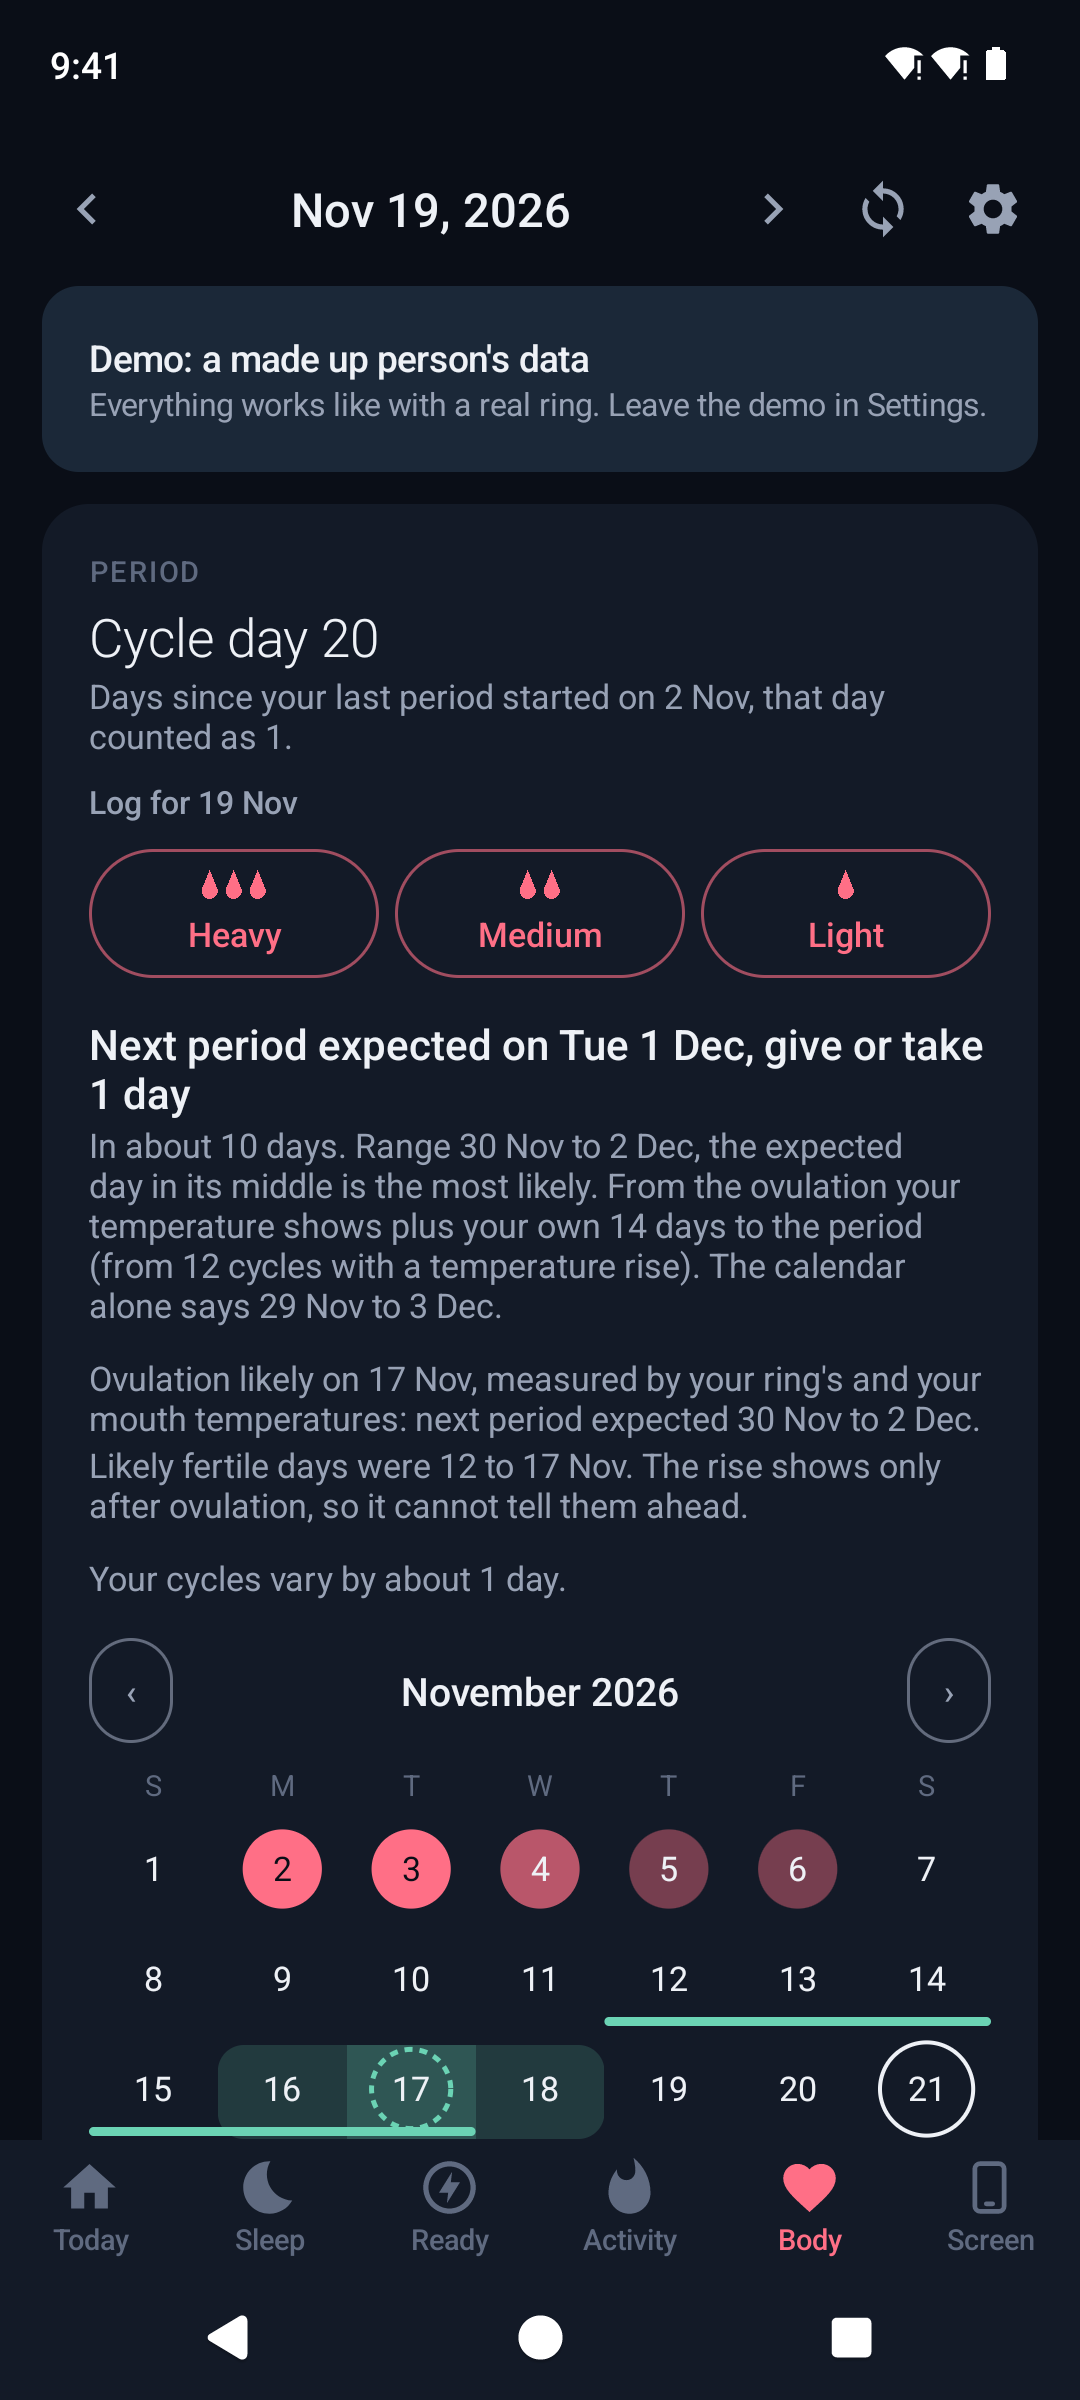 9:41
Nov 19, 2026
Demo: a made up person's data
Everything works like with a real ring. Leave the demo in Settings.
PERIOD
Cycle day 20
Days since your last period started on 2 Nov, that day
counted as 1.
Log for 19 Nov
Heavy
Medium
Light
Next period expected on Tue 1 Dec, give or take
1 day
In about 10 days. Range 30 Nov to 2 Dec, the expected
day in its middle is the most likely. From the ovulation your
temperature shows plus your own 14 days to the period
(from 12 cycles with a temperature rise). The calendar
alone says 29 Nov to 3 Dec.
Ovulation likely on 17 Nov, measured by your ring's and your
mouth temperatures: next period expected 30 Nov to 2 Dec.
Likely fertile days were 12 to 17 Nov. The rise shows only
after ovulation, so it cannot tell them ahead.
Your cycles vary by about 1 day.
‹ November 2026 ›
S M T W T F S
1 2 3 4 5 6 7
8 9 10 11 12 13 14
15 16 17 18 19 20 21
Today Sleep Ready Activity Body Screen